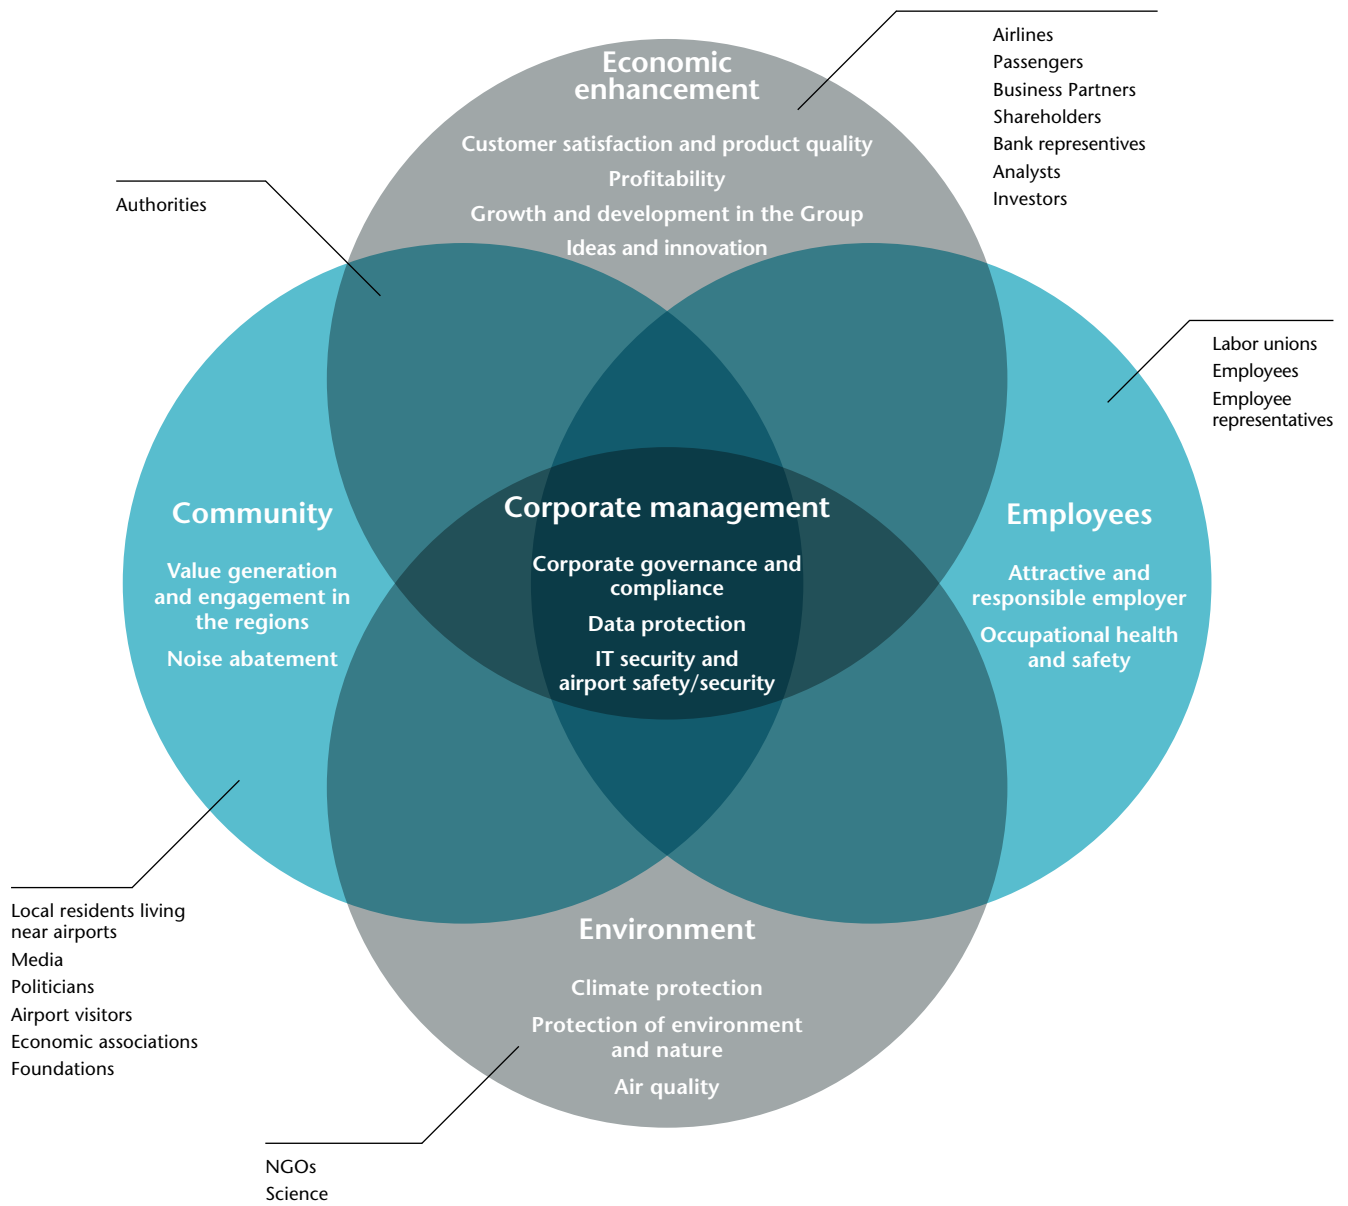 Economic
enhancement
Customer satisfaction and product quality
Profitability
Growth and development in the Group
Ideas and innovation
Airlines
Passengers
Business Partners
Shareholders
Bank representives
Analysts
Investors
Authorities
Labor unions
Employees
Employee
representatives
Community
Value generation
and engagement in
the regions
Noise abatement
Corporate management
Corporate governance and
compliance
Data protection
IT security and
airport safety/security
Employees
Attractive and
responsible employer
Occupational health
and safety
Local residents living
near airports
Media
Politicians
Airport visitors
Economic associations
Foundations
Environment
Climate protection
Protection of environment
and nature
Air quality
NGOs
Science